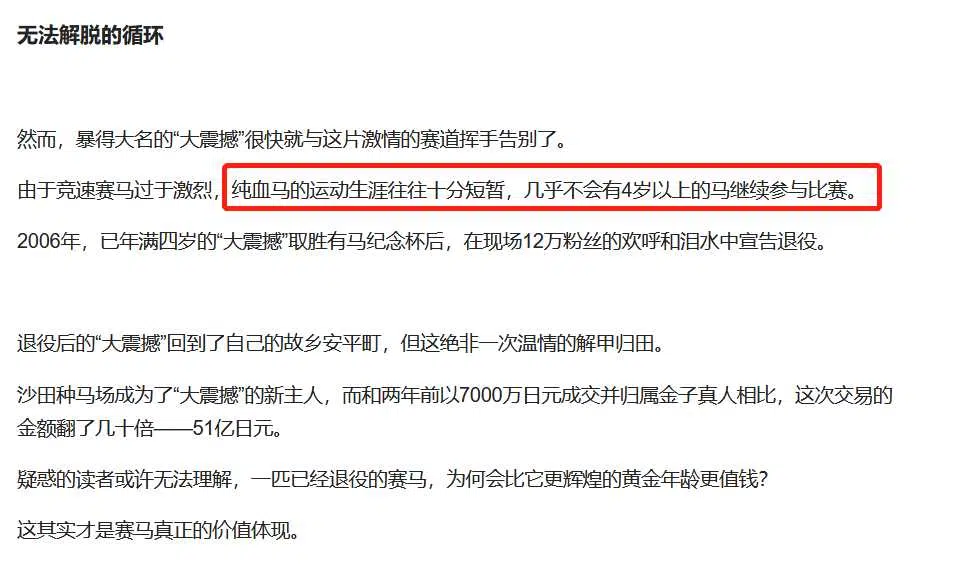 无法解脱的循环
然而，暴得大名的“大震撼”很快就与这片激情的赛道挥手告别了。
由于竞速赛马过于激烈，纯血马的运动生涯往往十分短暂，几乎不会有4岁以上的马继续参与比赛。
2006年，已年满四岁的“大震撼”取胜有马纪念杯后，在现场12万粉丝的欢呼和泪水中宣告退役。
退役后的“大震撼”回到了自己的故乡安平町，但这绝非一次温情的解甲归田。
沙田种马场成为了“大震撼”的新主人，而和两年前以7000万日元成交并归属金子真人相比，这次交易的
金额翻了几十倍——51亿日元。
疑惑的读者或许无法理解，一匹已经退役的赛马，为何会比它更辉煌的黄金年龄更值钱？
这其实才是赛马真正的价值体现。